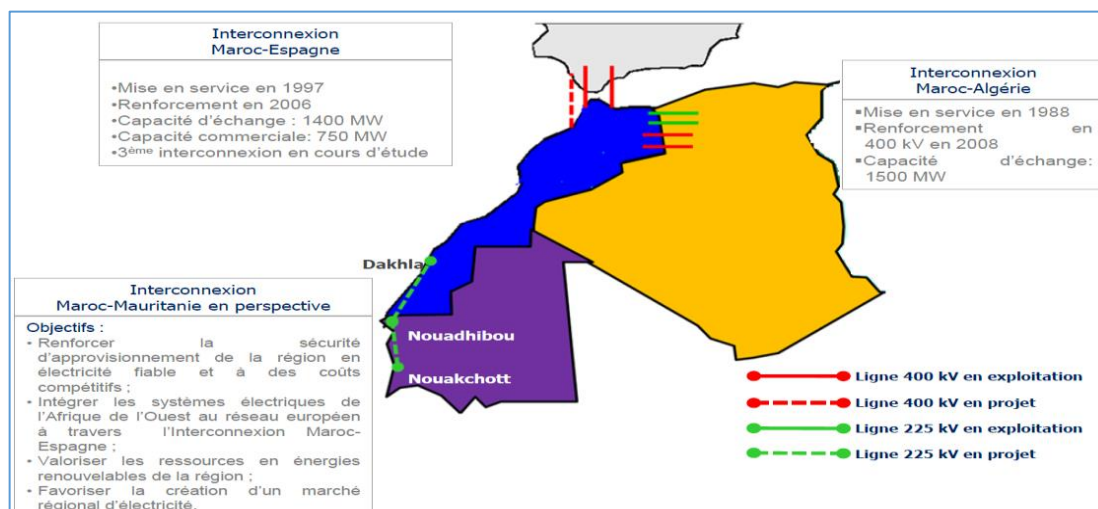 Interconnexion
Maroc-Espagne
•Mise en service en 1997
•Renforcement en 2006
•Capacité d'échange : 1400 MW
•Capacité commerciale: 750 MW
•3ème interconnexion en cours d'étude
Interconnexion
Maroc-Algérie
▪Mise en service en 1988
▪Renforcement en
400 kV en 2008
▪Capacité d'échange:
1500 MW
Dakhla
Nouadhibou
Nouakchott
Interconnexion
Maroc-Mauritanie en perspective
Objectifs :
• Renforcer la sécurité
d'approvisionnement de la région en
électricité fiable et à des coûts
compétitifs ;
• Intégrer les systèmes électriques de
l'Afrique de l'Ouest au réseau européen
à travers l'Interconnexion Maroc-
Espagne ;
• Valoriser les ressources en énergies
renouvelables de la région ;
• Favoriser la création d'un marché
régional d'électricité.
Ligne 400 kV en exploitation
Ligne 400 kV en projet
Ligne 225 kV en exploitation
Ligne 225 kV en projet